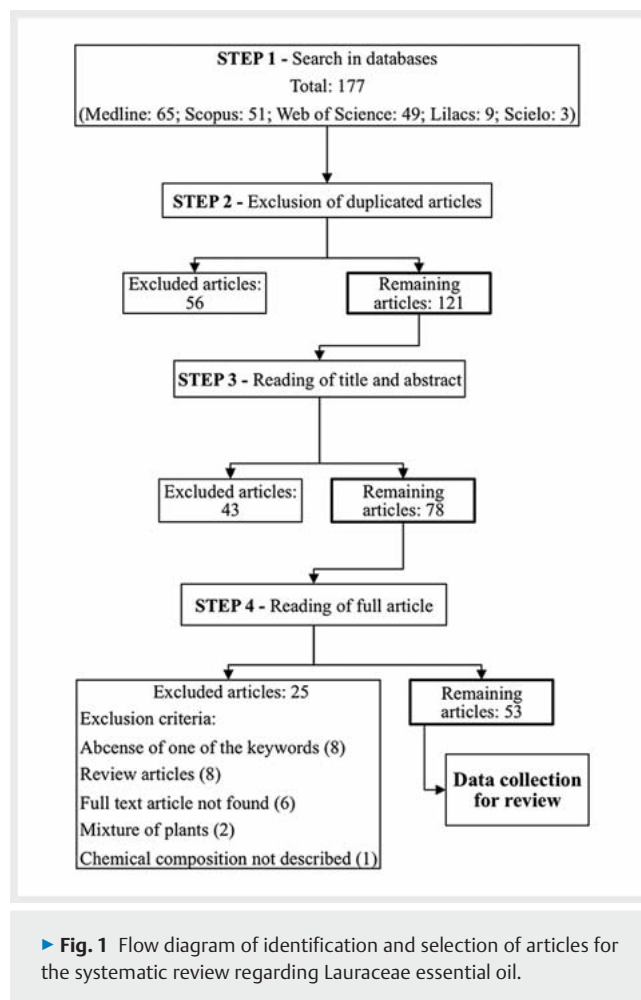 STEP 1 - Search in databases
Total: 177
(Medline: 65; Scopus: 51; Web of Science: 49; Lilacs: 9; Scielo: 3)
STEP 2 - Exclusion of duplicated articles
Excluded articles:
56
Remaining
articles: 121
STEP 3 - Reading of title and abstract
Excluded articles:
43
Remaining
articles: 78
STEP 4 - Reading of full article
Excluded articles: 25
Exclusion criteria:
Abcense of one of the keywords (8)
Review articles (8)
Full text article not found (6)
Mixture of plants (2)
Chemical composition not described (1)
Remaining
articles: 53
Data collection
for review
► Fig. 1 Flow diagram of identification and selection of articles for
the systematic review regarding Lauraceae essential oil.